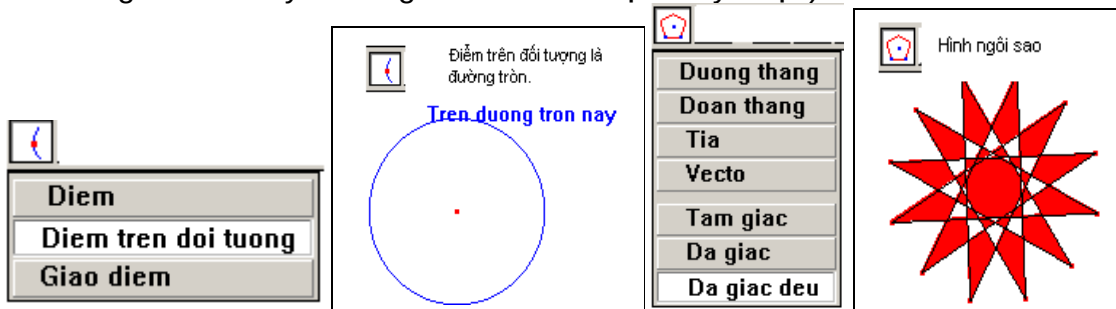 Diem
Diem tren doi tuong
Giao diem
Điểm trên đối tượng là
đường tròn.
Tren duong tron nay
Duong thang
Doan thang
Tia
Vecto
Tam giac
Da giac
Da giac deu
Hình ngôi sao